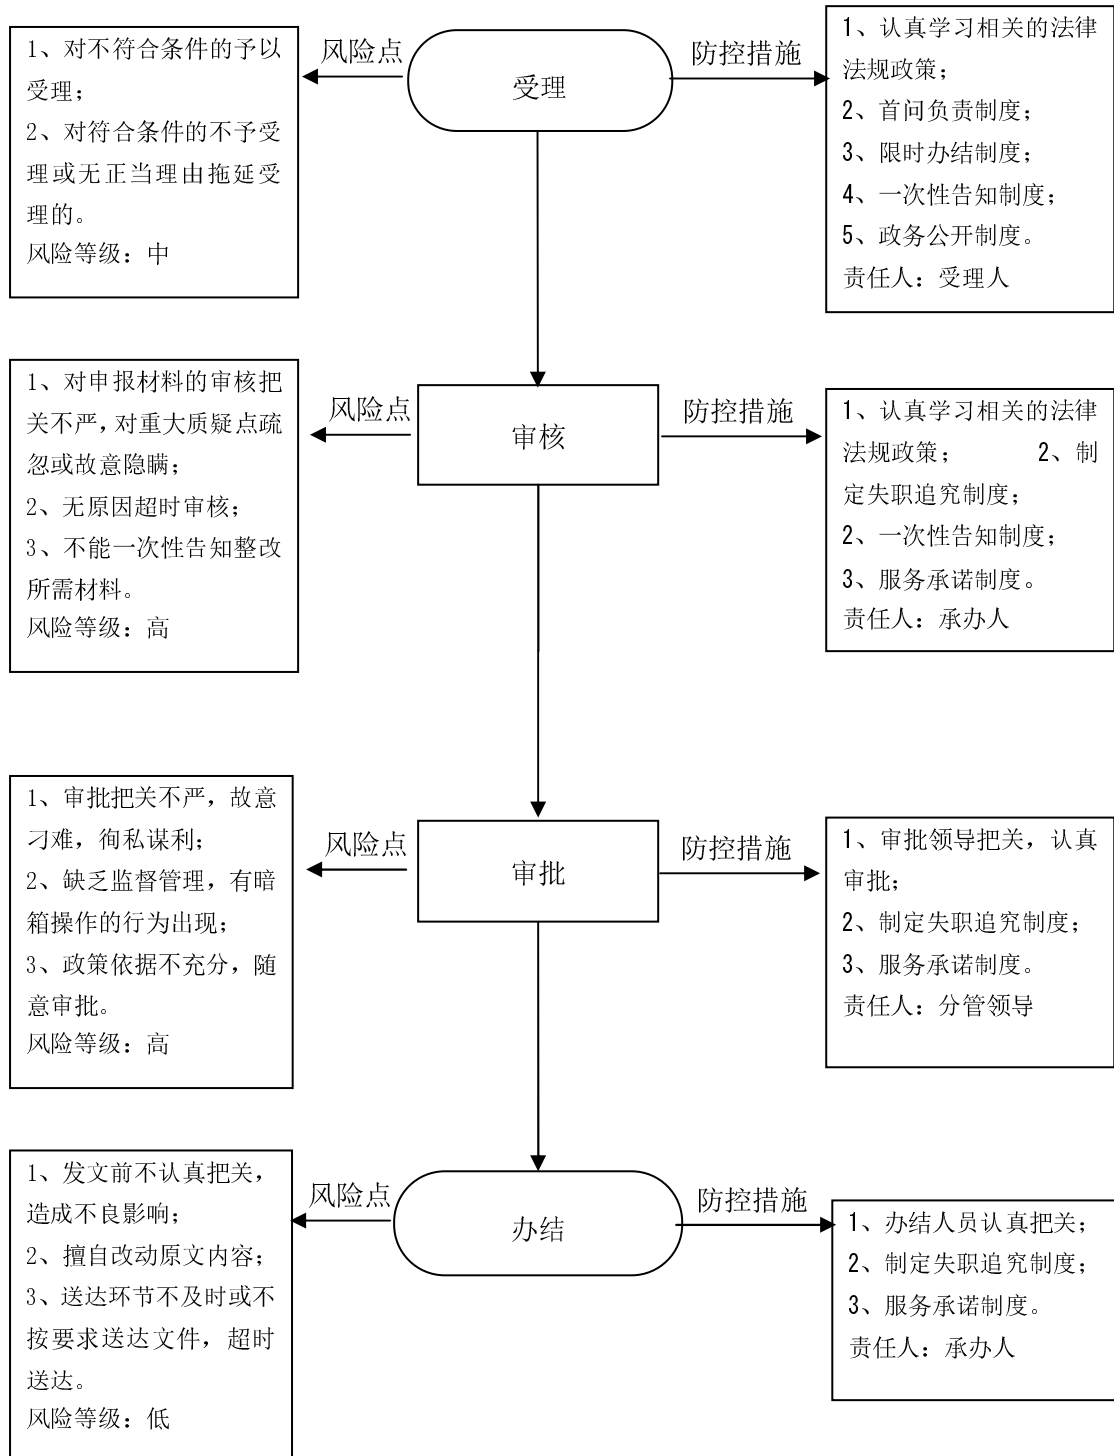 1、对不符合条件的予以
受理；
2、对符合条件的不予受
理或无正当理由拖延受
理的。
风险等级：中
风险点
受理
防控措施
1、认真学习相关的法律
法规政策；
2、首问负责制度；
3、限时办结制度；
4、一次性告知制度；
5、政务公开制度。
责任人：受理人
1、对申报材料的审核把
关不严，对重大质疑点疏
忽或故意隐瞒；
2、无原因超时审核；
3、不能一次性告知整改
所需材料。
风险等级：高
风险点
审核
防控措施
1、认真学习相关的法律
法规政策； 2、制
定失职追究制度；
2、一次性告知制度；
3、服务承诺制度。
责任人：承办人
1、审批把关不严，故意
刁难，徇私谋利；
2、缺乏监督管理，有暗
箱操作的行为出现；
3、政策依据不充分，随
意审批。
风险等级：高
风险点
审批
防控措施
1、审批领导把关，认真
审批；
2、制定失职追究制度；
3、服务承诺制度。
责任人：分管领导
1、发文前不认真把关，
造成不良影响；
2、擅自改动原文内容；
3、送达环节不及时或不
按要求送达文件，超时
送达。
风险等级：低
风险点
办结
防控措施
1、办结人员认真把关；
2、制定失职追究制度；
3、服务承诺制度。
责任人：承办人